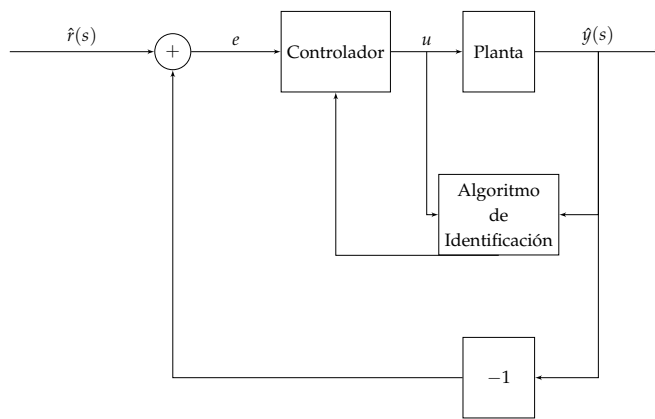 r̂(s)
+
e
Controlador
u
Planta
ŷ(s)
Algoritmo
de
Identificación
−1